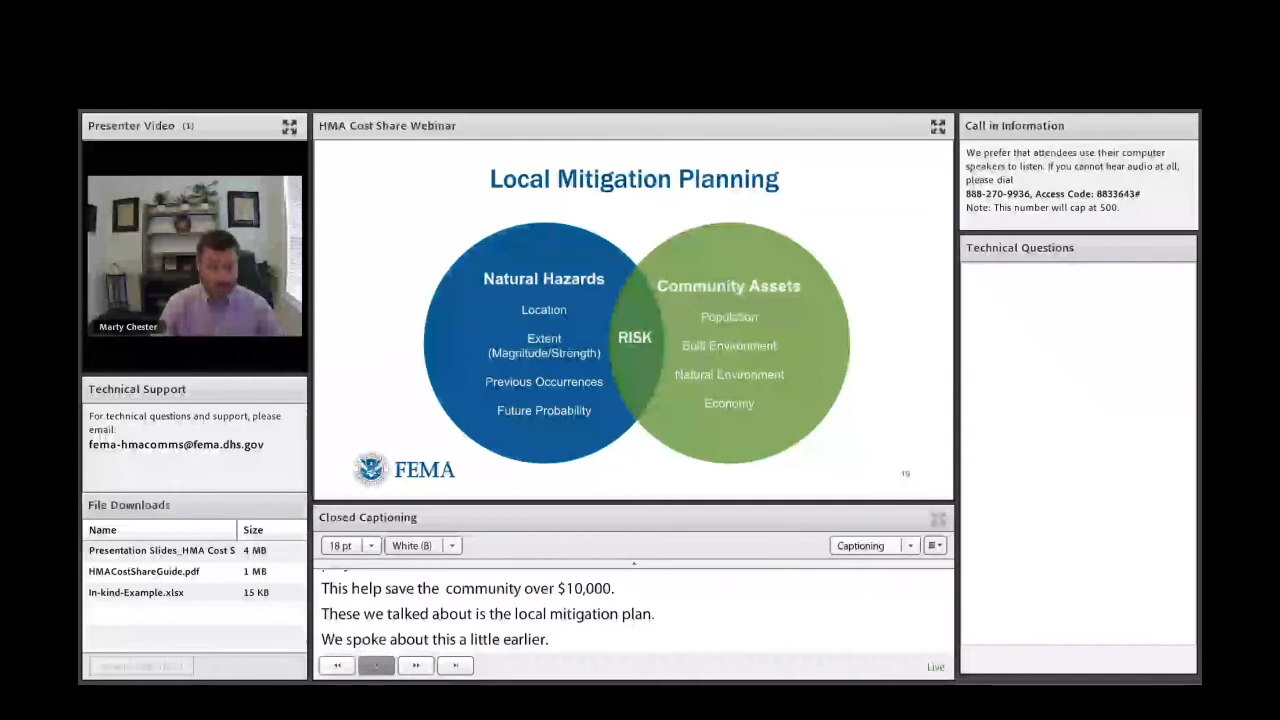 Presenter Video (1)
Marty Chester
Technical Support
For technical questions and support, please
email:
fema-hmacomms@fema.dhs.gov
File Downloads
Name Size
Presentation Slides_HMA Cost S 4 MB
HMACostShareGuide.pdf 1 MB
In-kind-Example.xlsx 15 KB
HMA Cost Share Webinar
Local Mitigation Planning
Natural Hazards
Location
Extent
(Magnitude/Strength)
Previous Occurrences
Future Probability
RISK
Community Assets
Population
Built Environment
Natural Environment
Economy
FEMA
19
Closed Captioning
18 pt White (B) Captioning
This help save the community over $10,000.
These we talked about is the local mitigation plan.
We spoke about this a little earlier.
Live
Call in Information
We prefer that attendees use their computer
speakers to listen. If you cannot hear audio at all,
please dial
888-270-9936, Access Code: 8833643#
Note: This number will cap at 500.
Technical Questions